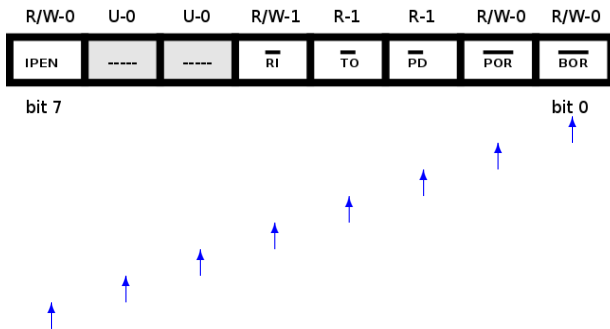 R/W-0 U-0 U-0 R/W-1 R-1 R-1 R/W-0 R/W-0
IPEN ----- ----- RI TO PD POR BOR
bit 7 bit 0